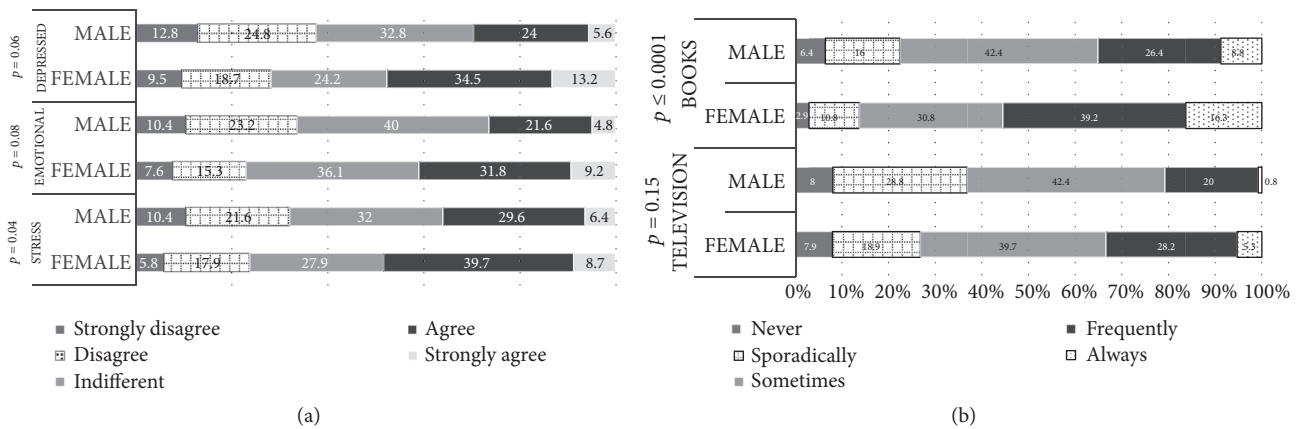 p = 0.06
DEPRESSED
MALE 12.8 24.8 32.8 24 5.6
FEMALE 9.5 18.7 24.2 34.5 13.2
p = 0.08
EMOTIONAL
MALE 10.4 23.2 40 21.6 4.8
FEMALE 7.6 15.3 36.1 31.8 9.2
p = 0.04
STRESS
MALE 10.4 21.6 32 29.6 6.4
FEMALE 5.8 17.9 27.9 39.7 8.7
Strongly disagree
Disagree
Indifferent
Agree
Strongly agree
(a)
p ≤ 0.0001
BOOKS
MALE 6.4 16 42.4 26.4 8.8
FEMALE 2.9 10.8 30.8 39.2 16.3
p = 0.15
TELEVISION
MALE 8 28.8 42.4 20 0.8
FEMALE 7.9 18.9 39.7 28.2 5.3
0% 10% 20% 30% 40% 50% 60% 70% 80% 90% 100%
Never
Sporadically
Sometimes
Frequently
Always
(b)